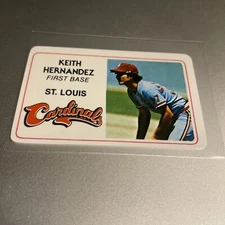 KEITH
HERNANDEZ
FIRST BASE
ST. LOUIS
Cardinals